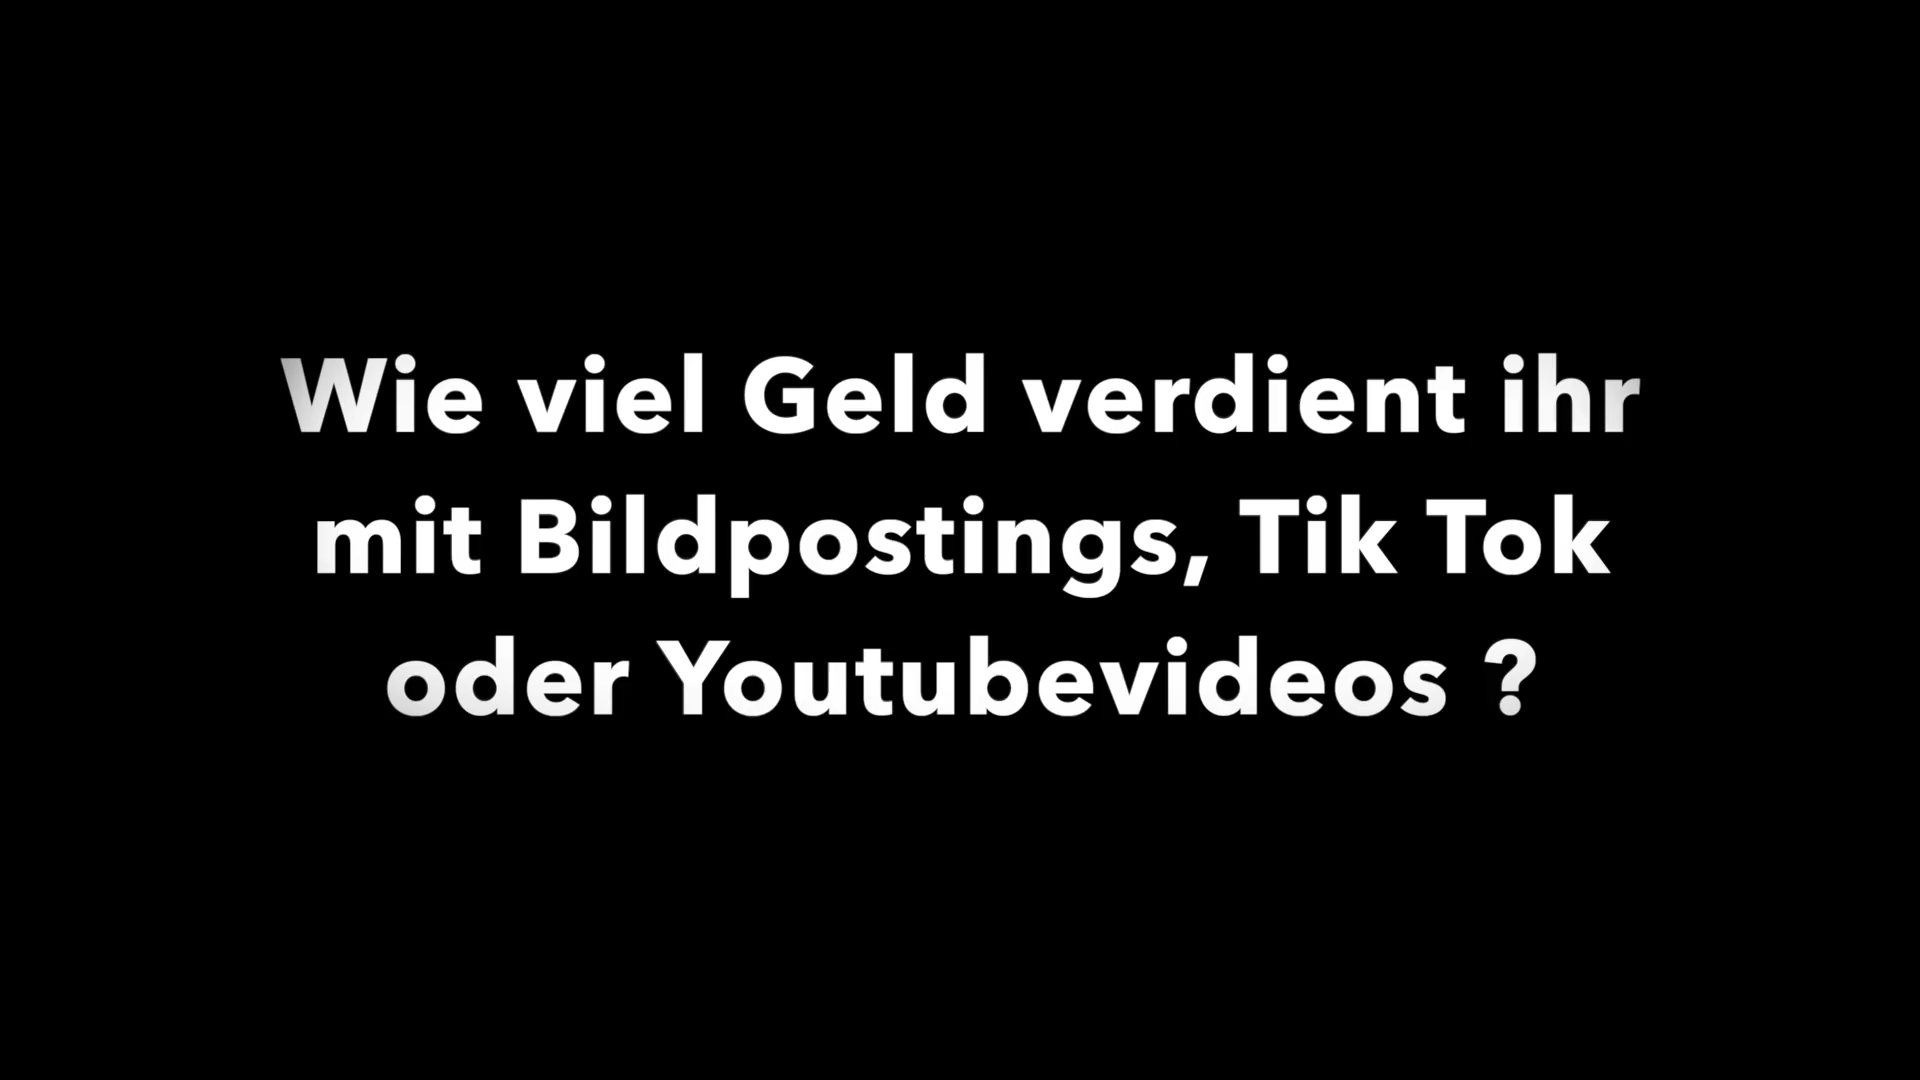 Wie viel Geld verdient ihr
mit Bildpostings, Tik Tok
oder Youtubevideos ?